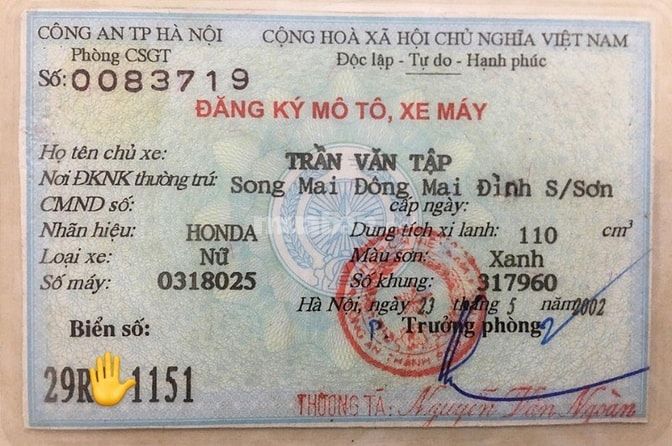 CÔNG AN TP HÀ NỘI
Phòng CSGT
CỘNG HOÀ XÃ HỘI CHỦ NGHĨA VIỆT NAM
Độc lập - Tự do - Hạnh phúc
Số: 0083719
ĐĂNG KÝ MÔ TÔ, XE MÁY
Họ tên chủ xe: TRẦN VĂN TẬP
Nơi ĐKNK thường trú: Song Mai Đông Mai Đình S/Sơn
CMND số: cấp ngày:
Nhãn hiệu: HONDA Dung tích xi lanh: 110 cm³
Loại xe: Nữ Màu sơn: Xanh
Số máy: 0318025 Số khung: 317960
Hà Nội, ngày 23 tháng 5 năm 2002
Biển số: P Trưởng phòng
29R 1151
THƯỢNG TÁ: Nguyễn Văn Ngoàn